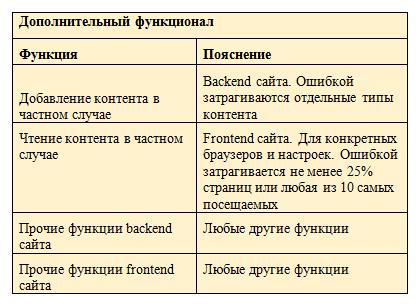 Дополнительный функционал
Функция
Пояснение
Добавление контента в
частном случае
Backend сайта. Ошибкой
затрагиваются отдельные типы
контента
Чтение контента в частном
случае
Frontend сайта. Для конкретных
браузеров и настроек. Ошибкой
затрагивается не менее 25%
страниц или любая из 10 самых
посещаемых
Прочие функции backend
сайта
Любые другие функции
Прочие функции frontend
сайта
Любые другие функции